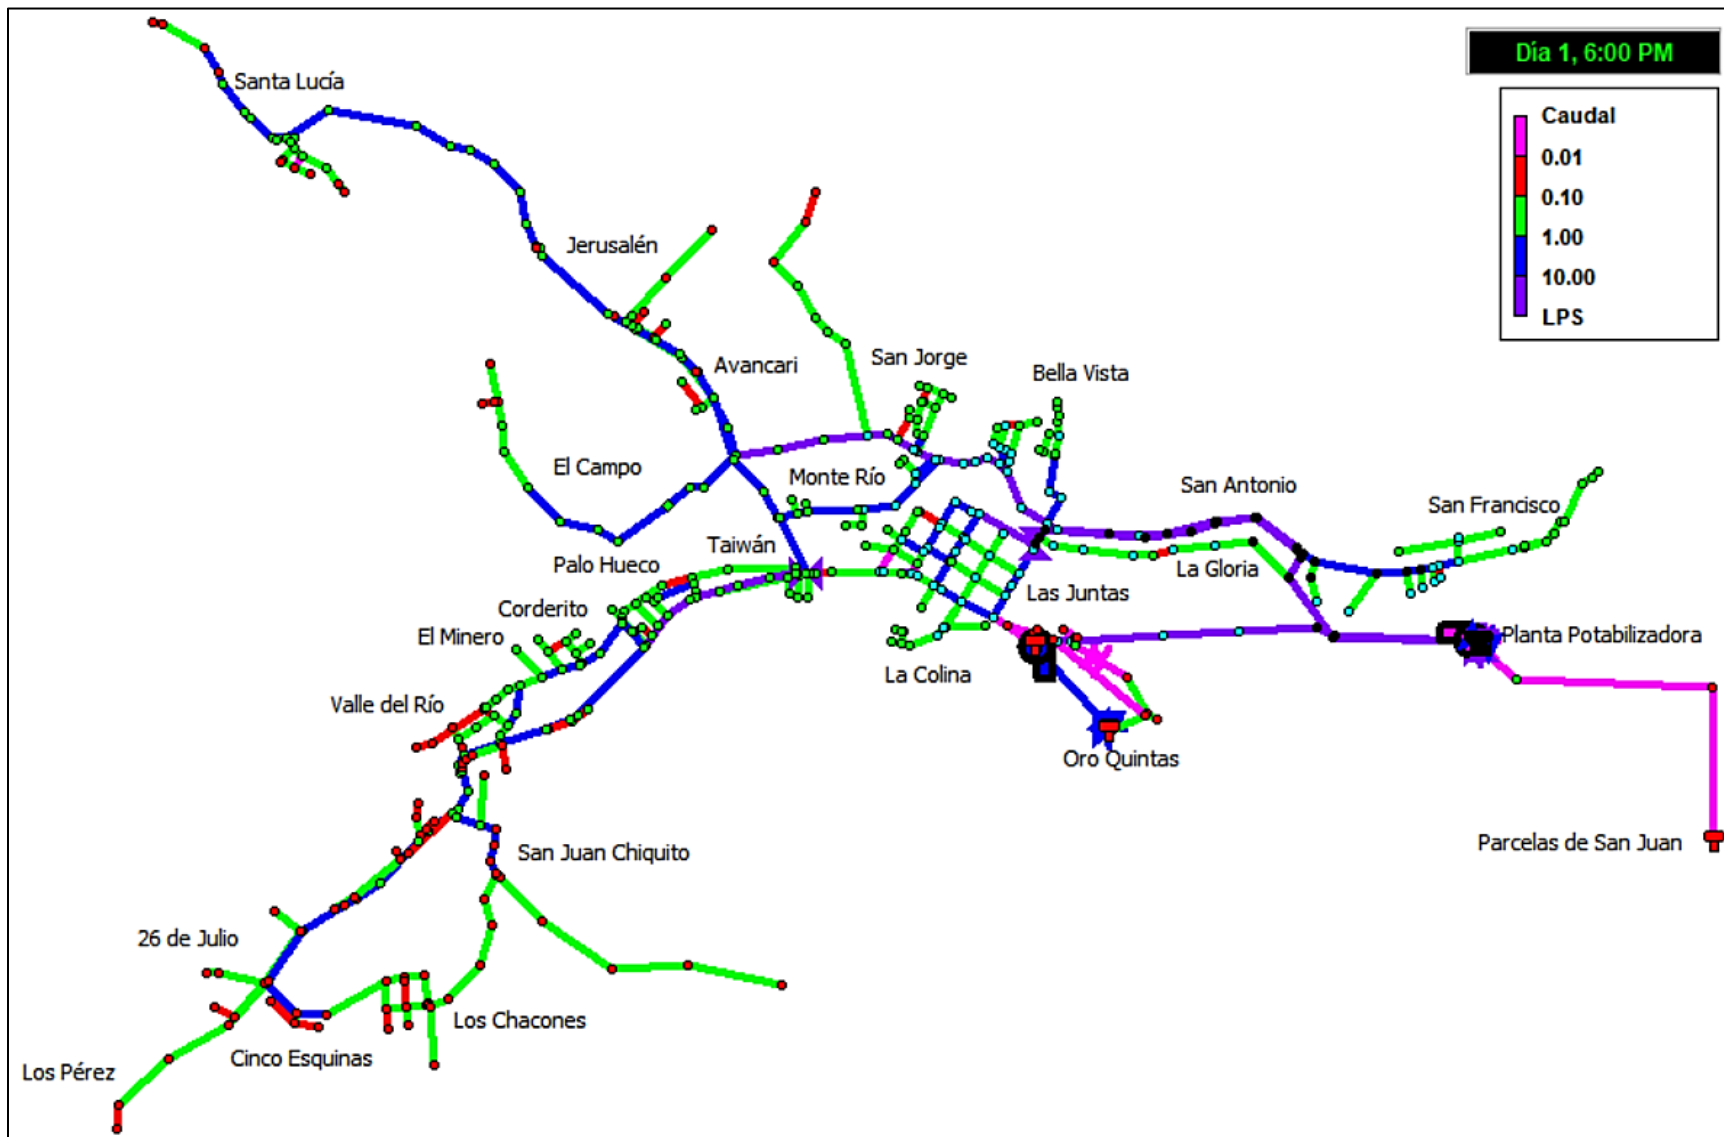 Día 1, 6:00 PM
Caudal
0.01
0.10
1.00
10.00
LPS
Santa Lucía
Jerusalén
Avancari
San Jorge
Bella Vista
El Campo
Monte Río
San Antonio
San Francisco
Taiwán
Palo Hueco
La Gloria
Las Juntas
Corderito
El Minero
Planta Potabilizadora
La Colina
Valle del Río
Oro Quintas
Parcelas de San Juan
San Juan Chiquito
26 de Julio
Los Chacones
Cinco Esquinas
Los Pérez